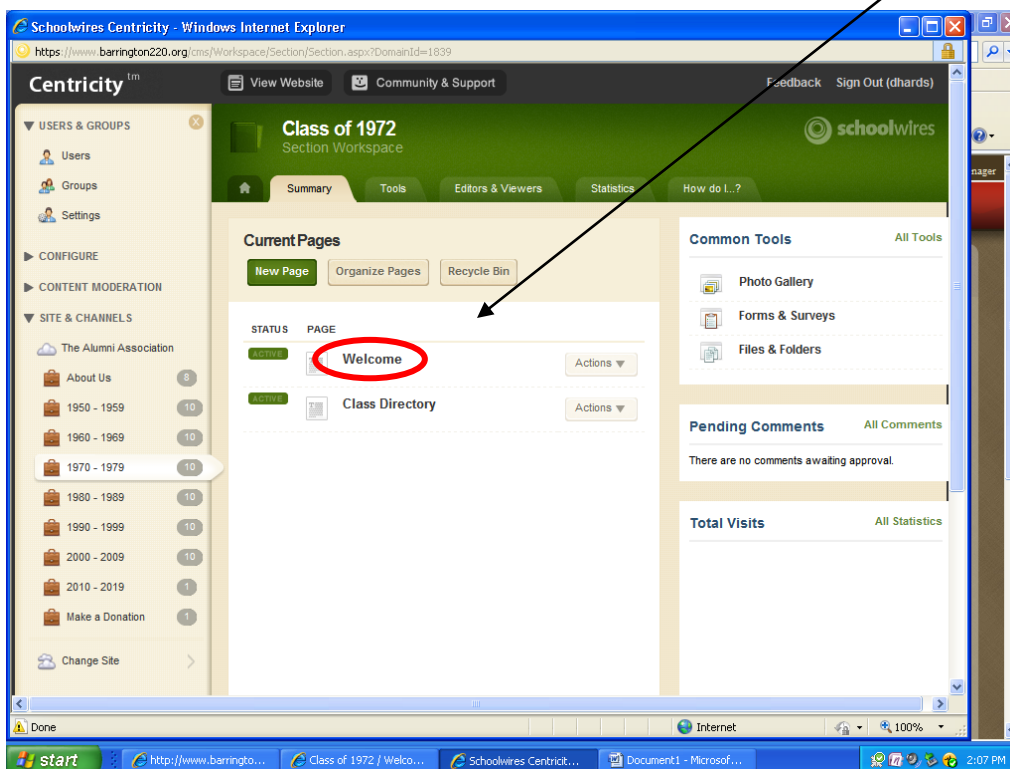 Schoolwires Centricity - Windows Internet Explorer
https://www.barrington220.org/cms/Workspace/Section/Section.aspx?DomainId=1839
Centricity tm
View Website
Community & Support
Feedback
Sign Out (dhards)
USERS & GROUPS
Users
Groups
Settings
CONFIGURE
CONTENT MODERATION
SITE & CHANNELS
The Alumni Association
About Us 8
1950 - 1959 10
1960 - 1969 10
1970 - 1979 10
1980 - 1989 10
1990 - 1999 10
2000 - 2009 10
2010 - 2019 1
Make a Donation 1
Change Site
Class of 1972
Section Workspace
schoolwires
Summary
Tools
Editors & Viewers
Statistics
How do I...?
Current Pages
New Page
Organize Pages
Recycle Bin
STATUS PAGE
ACTIVE Welcome Actions
ACTIVE Class Directory Actions
Common Tools All Tools
Photo Gallery
Forms & Surveys
Files & Folders
Pending Comments All Comments
There are no comments awaiting approval.
Total Visits All Statistics
nager
Done
Internet
100%
start
http://www.barringto...
Class of 1972 / Welco...
Schoolwires Centricit...
Document1 - Microsof...
2:07 PM